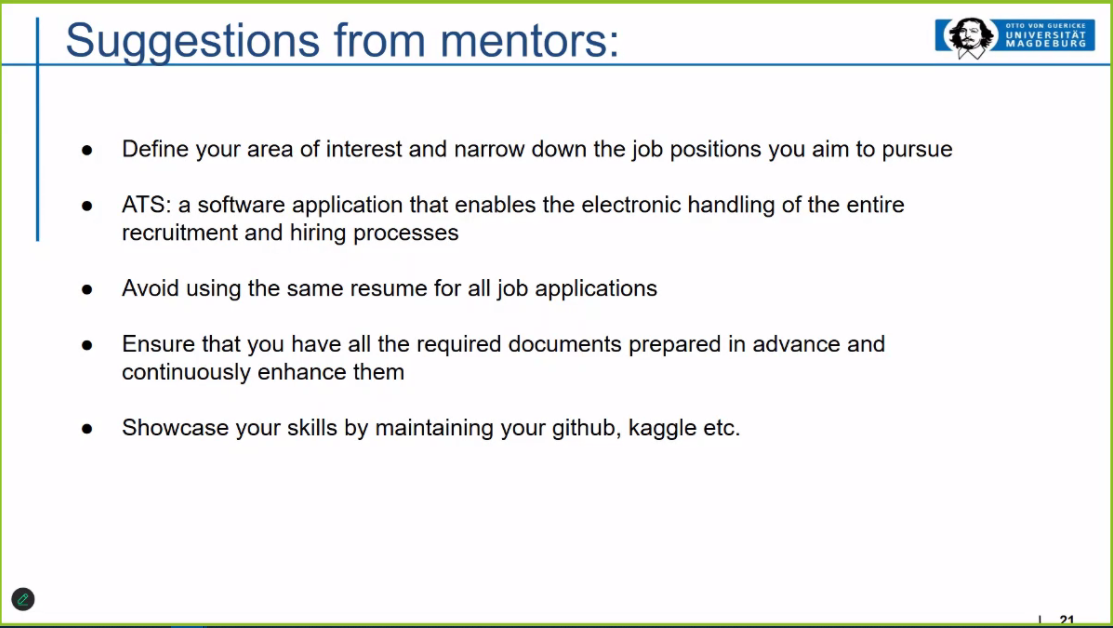 Suggestions from mentors:
OTTO VON GUERICKE
UNIVERSITÄT
MAGDEBURG
● Define your area of interest and narrow down the job positions you aim to pursue
● ATS: a software application that enables the electronic handling of the entire
recruitment and hiring processes
● Avoid using the same resume for all job applications
● Ensure that you have all the required documents prepared in advance and
continuously enhance them
● Showcase your skills by maintaining your github, kaggle etc.
| 21